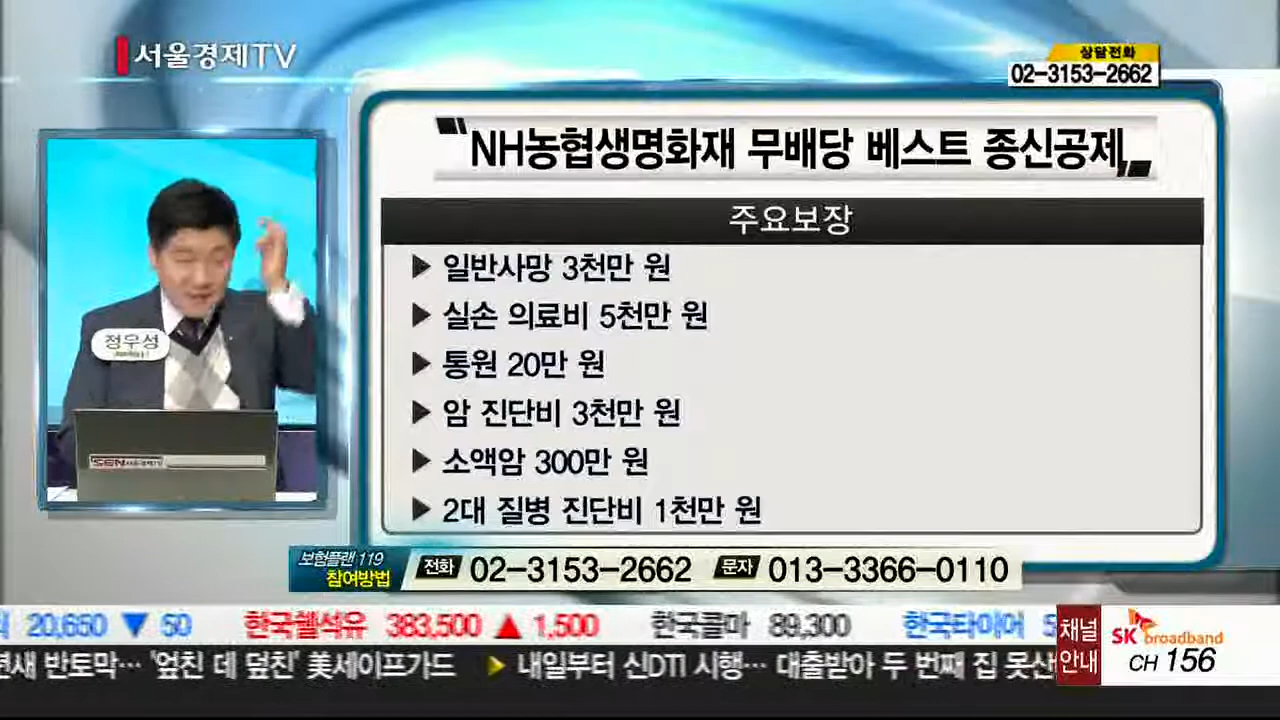 서울경제TV
상담전화
02-3153-2662
"NH농협생명화재 무배당 베스트 종신공제"
주요보장
▶ 일반사망 3천만 원
▶ 실손 의료비 5천만 원
▶ 통원 20만 원
▶ 암 진단비 3천만 원
▶ 소액암 300만 원
▶ 2대 질병 진단비 1천만 원
정우성
SEN 서울경제TV
보험플랜 119
참여방법
전화 02-3153-2662 문자 013-3366-0110
20,650 ▼ 50 한국쉘석유 383,500 ▲ 1,500 한국콜마 89,300 한국타이어 5
년새 반토막… '엎친 데 덮친' 美세이프가드 ▶ 내일부터 신DTI 시행… 대출받아 두 번째 집 못산
채널
안내
SK broadband
CH 156